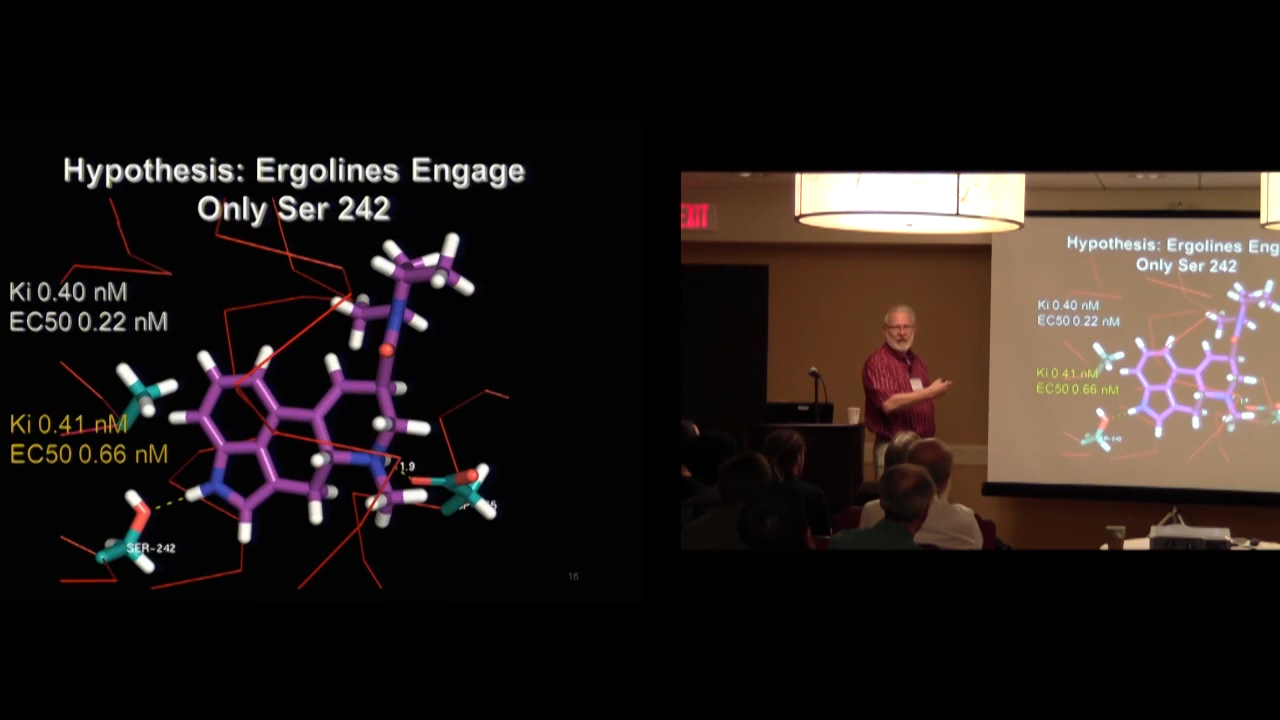 Hypothesis: Ergolines Engage
Only Ser 242
Ki 0.40 nM
EC50 0.22 nM
Ki 0.41 nM
EC50 0.66 nM
-1.9
SER-242
16
EXIT
Hypothesis: Ergolines Eng
Only Ser 242
Ki 0.40 nM
EC50 0.22 nM
Ki 0.41 nM
EC50 0.66 nM